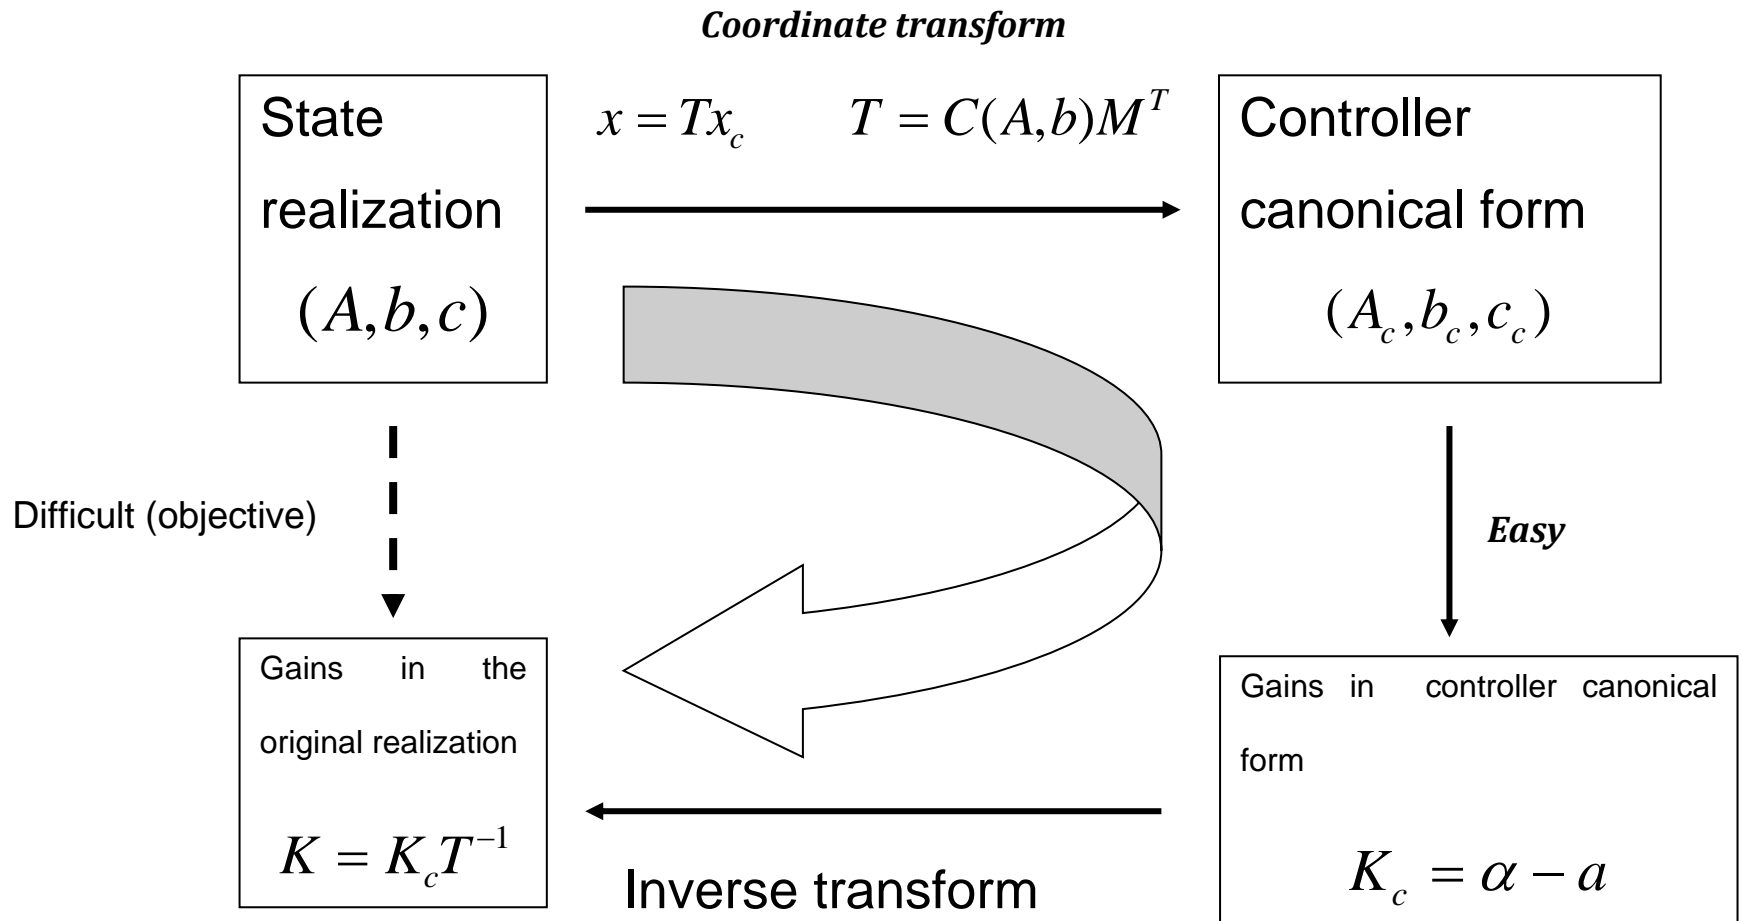 Coordinate transform
State
realization
(A,b,c)
x = Tx_c
T = C(A,b)M^T
Controller
canonical form
(A_c,b_c,c_c)
Difficult (objective)
Easy
Gains in the
original realization
K = K_cT^{-1}
Inverse transform
Gains in controller canonical
form
K_c = α − a